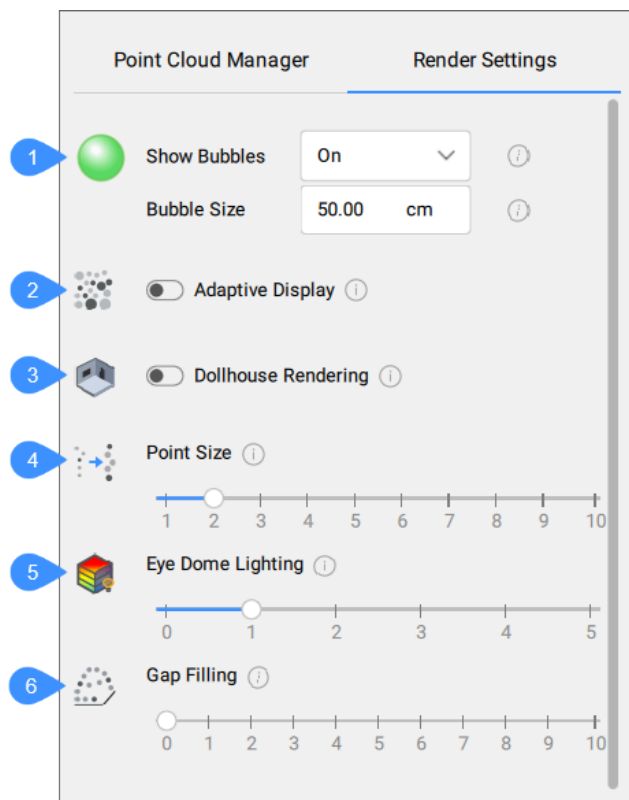 Point Cloud Manager Render Settings
1 Show Bubbles On
Bubble Size 50.00 cm
2 Adaptive Display
3 Dollhouse Rendering
4 Point Size
1 2 3 4 5 6 7 8 9 10
5 Eye Dome Lighting
0 1 2 3 4 5
6 Gap Filling
0 1 2 3 4 5 6 7 8 9 10